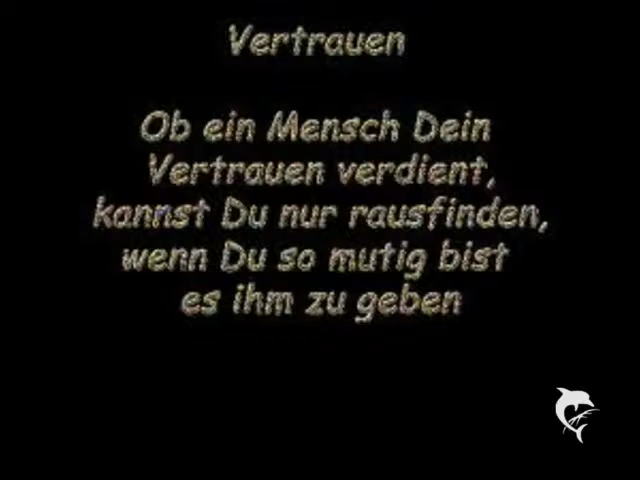 Vertrauen
Ob ein Mensch Dein
Vertrauen verdient,
kannst Du nur rausfinden,
wenn Du so mutig bist
es ihm zu geben